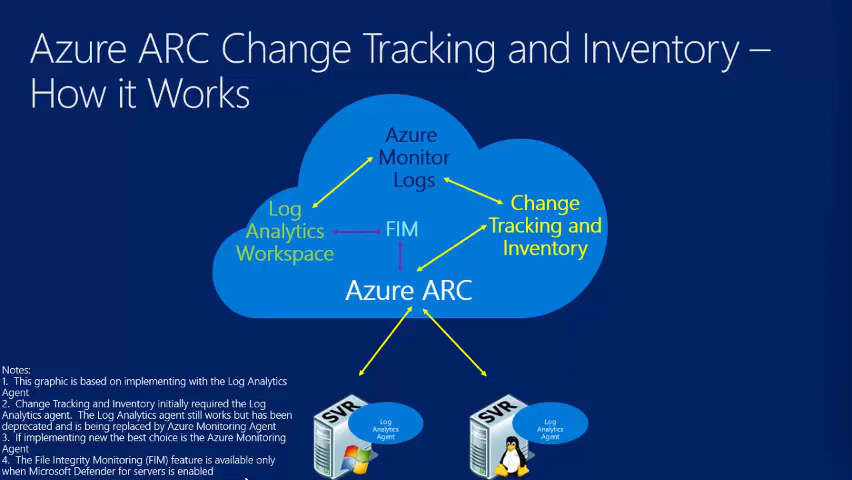 Azure ARC Change Tracking and Inventory –
How it Works
Azure
Monitor
Logs
Log
Analytics
Workspace
FIM
Change
Tracking and
Inventory
Azure ARC
Notes:
1. This graphic is based on implementing with the Log Analytics
Agent
2. Change Tracking and Inventory initially required the Log
Analytics agent. The Log Analytics agent still works but has been
deprecated and is being replaced by Azure Monitoring Agent
3. If implementing new the best choice is the Azure Monitoring
Agent
4. The File Integrity Monitoring (FIM) feature is available only
when Microsoft Defender for servers is enabled
SVR
Log
Analytics
Agent
SVR
Log
Analytics
Agent